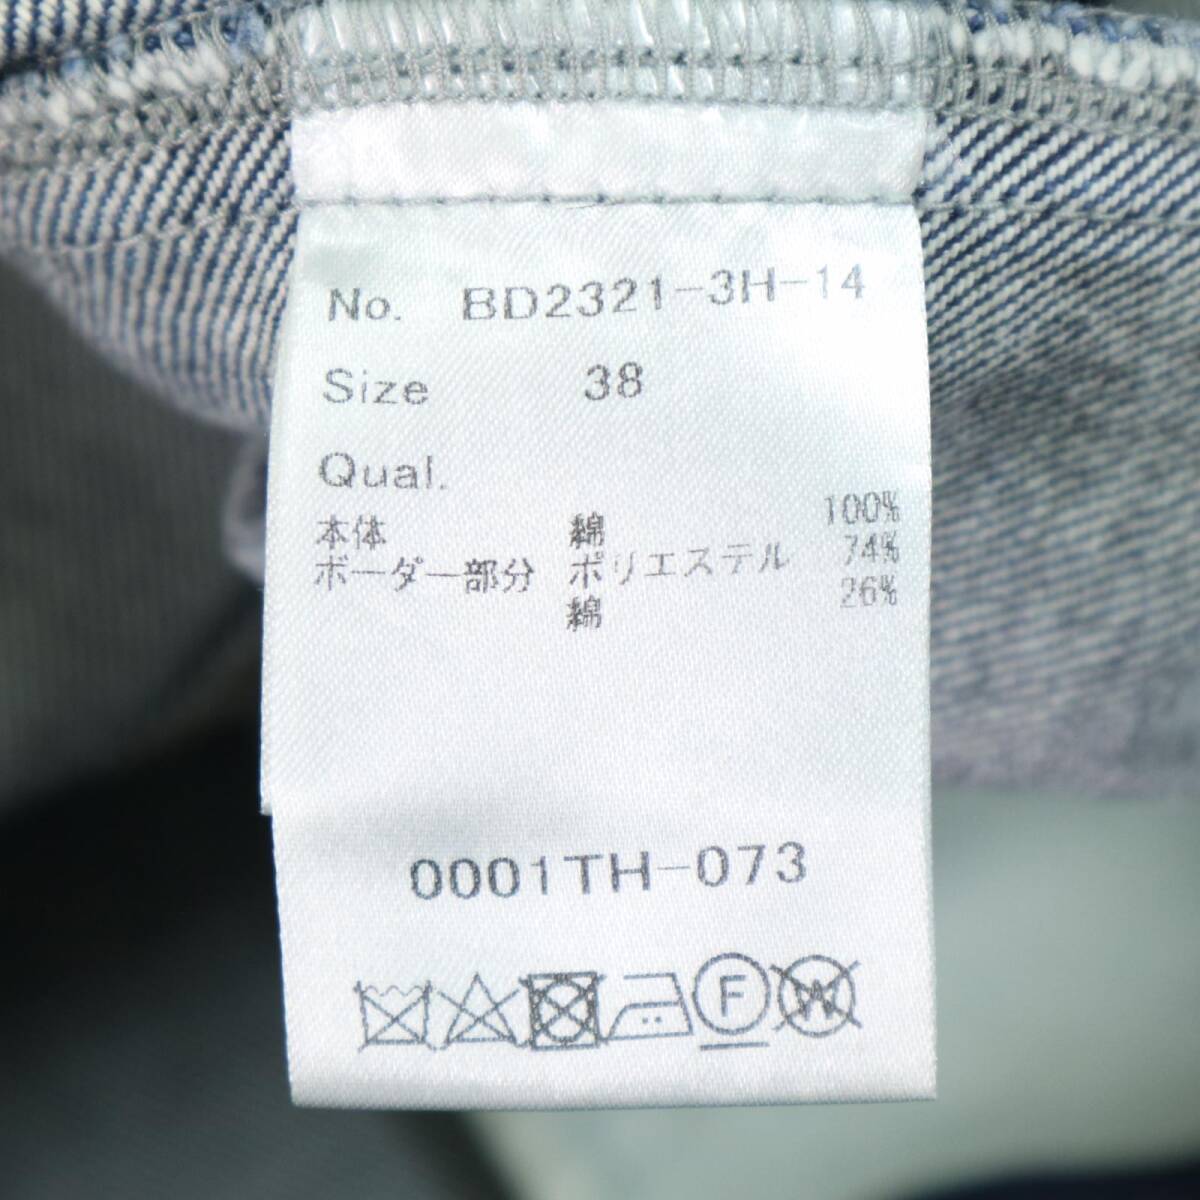 No. BD2321-3H-14
Size 38
Qual.
本体 綿 100%
ボーダー部分 ポリエステル 74%
綿 26%
0001TH-073
F W